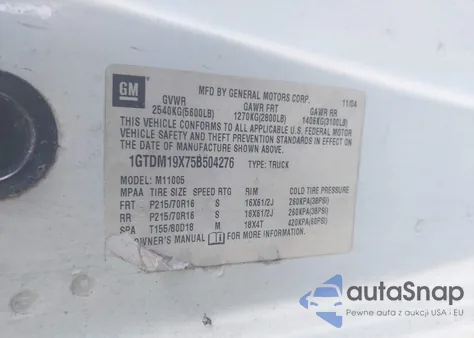 GM
MFD BY GENERAL MOTORS CORP. 11/04
GVWR GAWR FRT GAWR RR
2540KG(5600LB) 1270KG(2800LB) 1406KG(3100LB)
THIS VEHICLE CONFORMS TO ALL APPLICABLE U.S. FEDERAL MOTOR
VEHICLE SAFETY AND THEFT PREVENTION STANDARDS IN EFFECT ON
THE DATE OF MANUFACTURE SHOWN ABOVE.
1GTDM19X75B504276 TYPE: TRUCK
MODEL: M11005
MPAA TIRE SIZE SPEED RTG RIM COLD TIRE PRESSURE
FRT P215/70R16 S 16X61/2J 260KPA(38PSI)
RR P215/70R16 S 16X61/2J 260KPA(38PSI)
SPA T155/80D18 M 18X4T 420KPA(60PSI)
OWNER'S MANUAL FOR MORE INFORMATION.
autoSnap
Pewne auta z aukcji USA - EU